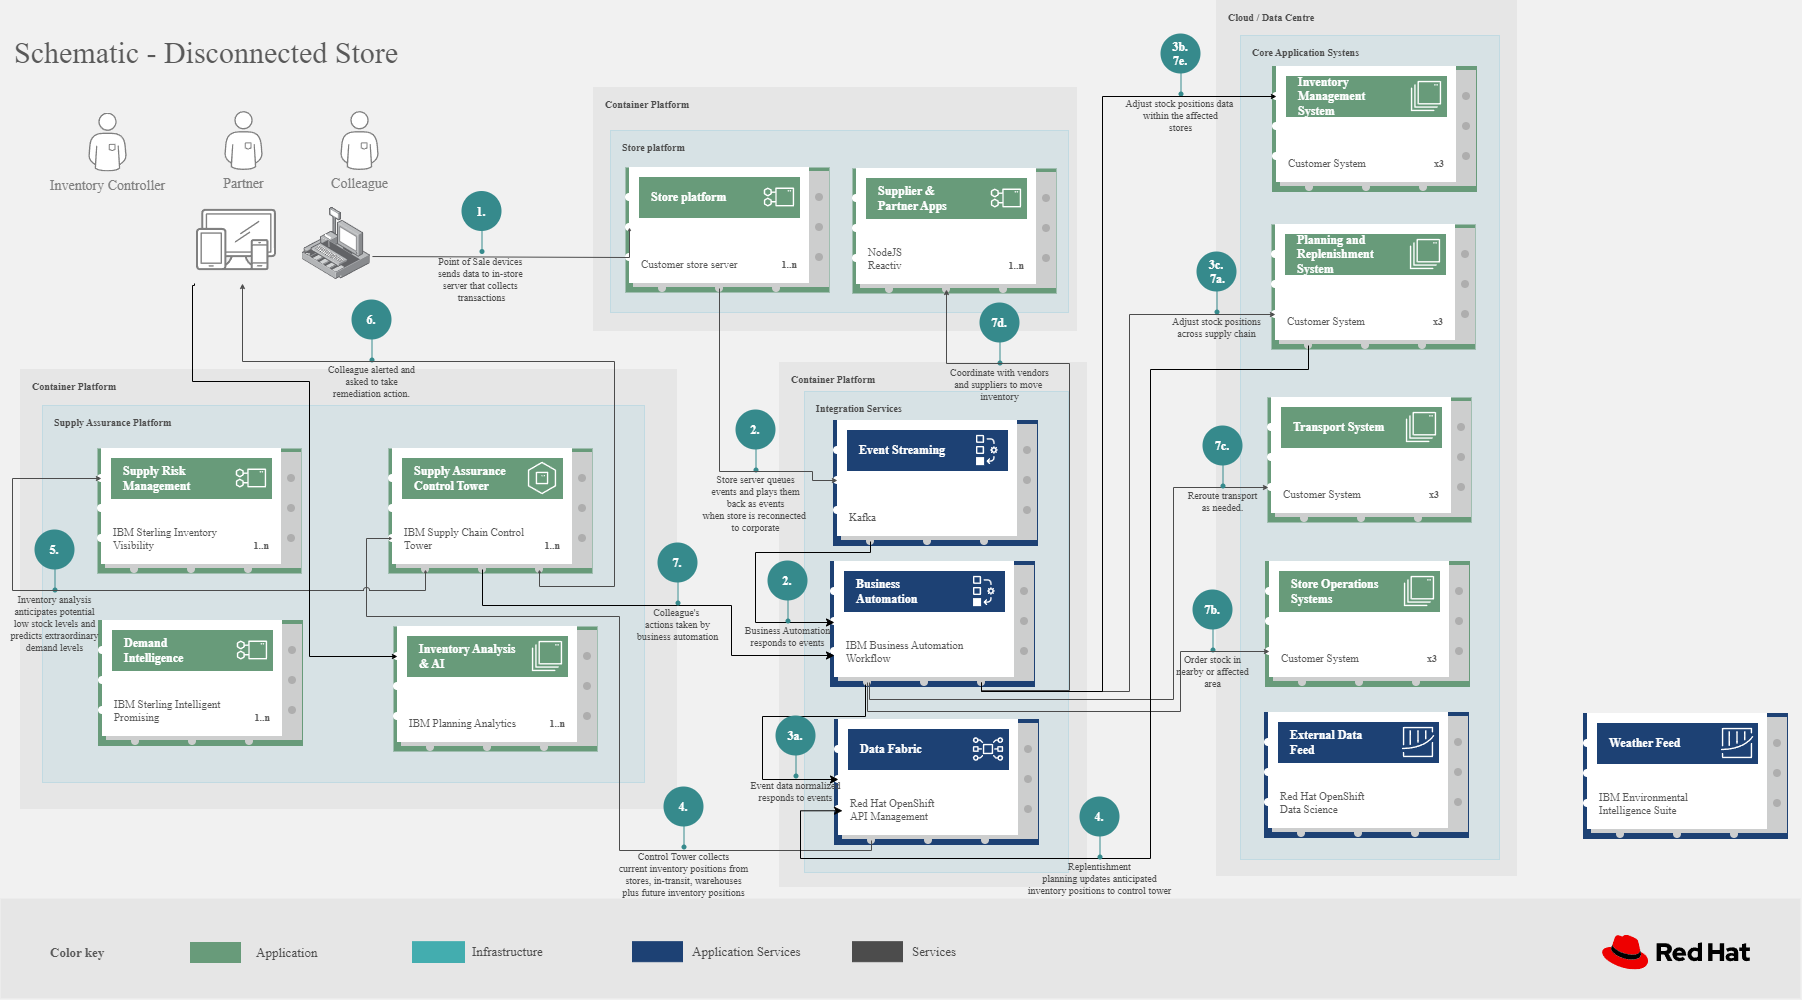 Schematic - Disconnected Store
Inventory Controller
Partner
Colleague
1.
Point of Sale devices
sends data to in-store
server that collects
transactions
6.
Colleague alerted and
asked to take
remediation action.
Container Platform
Store platform
Store platform
Customer store server
1..n
Supplier &
Partner Apps
NodeJS
Reactiv
1..n
7d.
Coordinate with vendors
and suppliers to move
inventory
3b.
7e.
Adjust stock positions data
within the affected
stores
3c.
7a.
Adjust stock positions
across supply chain
7c.
Reroute transport
as needed.
7b.
Order stock in
nearby or affected
area
Cloud / Data Centre
Core Application Systens
Inventory
Management
System
Customer System
x3
Planning and
Replenishment
System
Customer System
x3
Transport System
Customer System
x3
Store Operations
Systems
Customer System
x3
External Data
Feed
Red Hat OpenShift
Data Science
Weather Feed
IBM Environmental
Intelligence Suite
Container Platform
Supply Assurance Platform
Supply Risk
Management
IBM Sterling Inventory
Visibility
1..n
Supply Assurance
Control Tower
IBM Supply Chain Control
Tower
1..n
5.
Inventory analysis
anticipates potential
low stock levels and
predicts extraordinary
demand levels
Demand
Intelligence
IBM Sterling Intelligent
Promising
1..n
Inventory Analysis
& AI
IBM Planning Analytics
1..n
7.
Colleague's
actions taken by
business automation
2.
Store server queues
events and plays them
back as events
when store is reconnected
to corporate
2.
Business Automation
responds to events
3a.
Event data normalized
responds to events
4.
Control Tower collects
current inventory positions from
stores, in-transit, warehouses
plus future inventory positions
4.
Replentishment
planning updates anticipated
inventory positions to control tower
Container Platform
Integration Services
Event Streaming
Kafka
Business
Automation
IBM Business Automation
Workflow
Data Fabric
Red Hat OpenShift
API Management
Color key
Application
Infrastructure
Application Services
Services
Red Hat